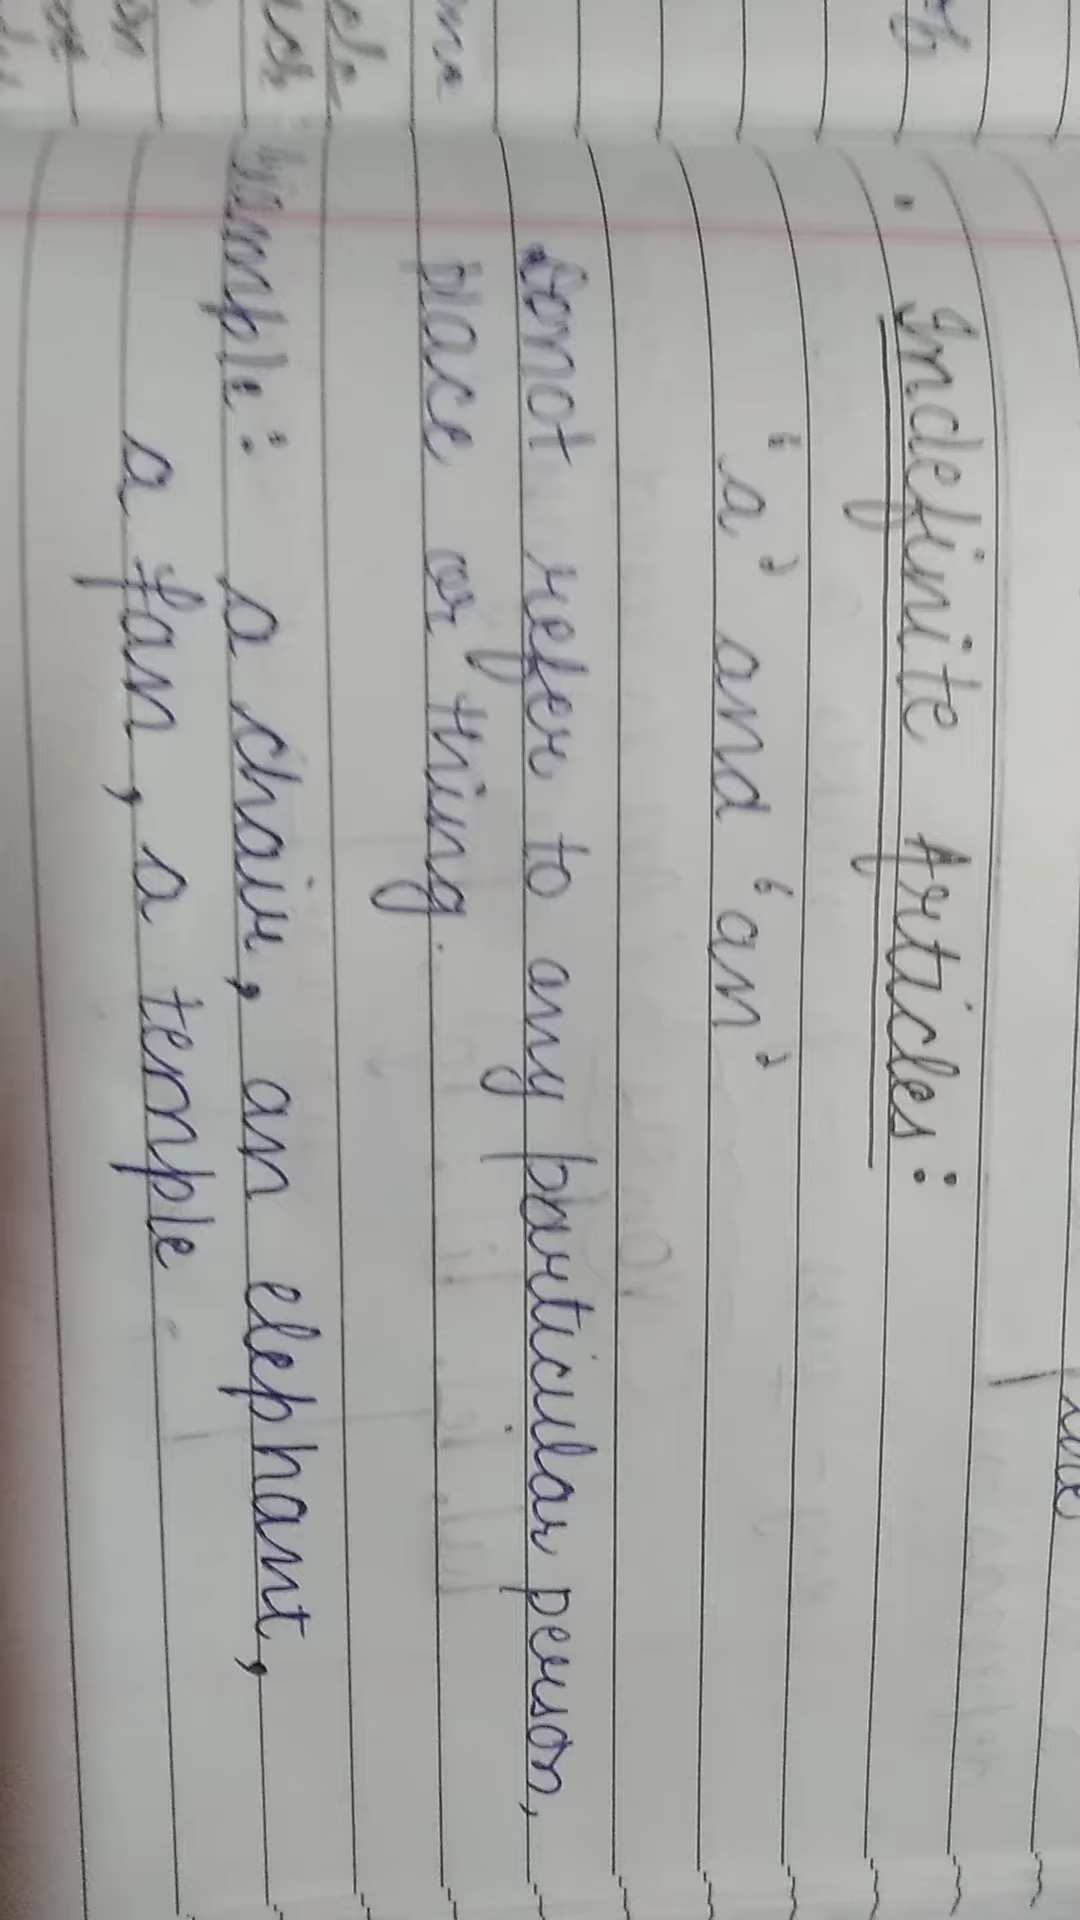 • Indefinite Articles:
'a' and 'an'
Donot refer to any particular person,
place or thing.
Example: a chair, an elephant,
a fan, a temple